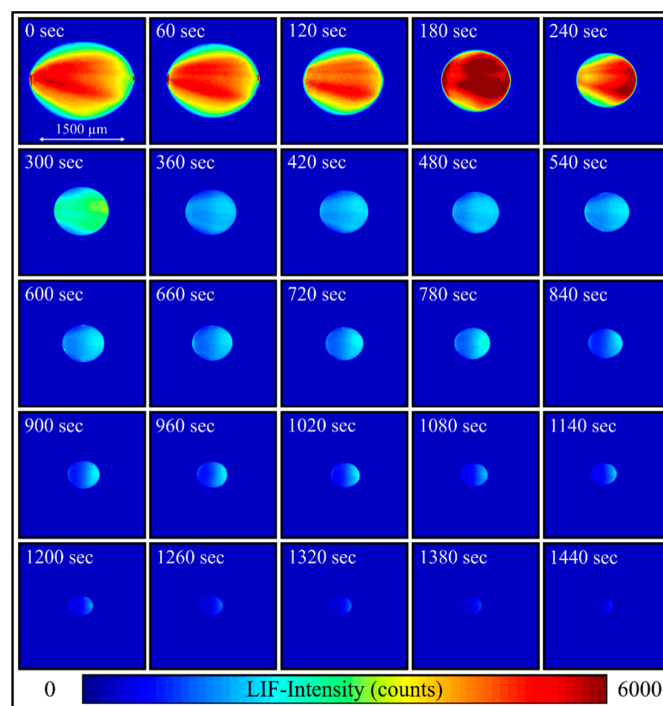 0 sec 60 sec 120 sec 180 sec 240 sec
1500 µm
300 sec 360 sec 420 sec 480 sec 540 sec
600 sec 660 sec 720 sec 780 sec 840 sec
900 sec 960 sec 1020 sec 1080 sec 1140 sec
1200 sec 1260 sec 1320 sec 1380 sec 1440 sec
0 LIF-Intensity (counts) 6000